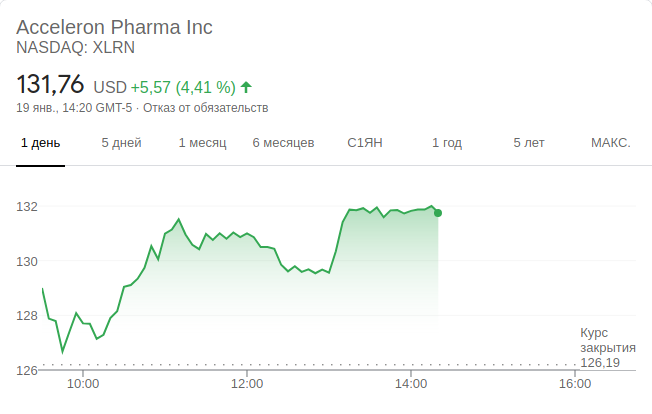 Acceleron Pharma Inc
NASDAQ: XLRN
131,76 USD +5,57 (4,41 %)
19 янв., 14:20 GMT-5 · Отказ от обязательств
1 день 5 дней 1 месяц 6 месяцев С1ЯН 1 год 5 лет МАКС.
132
130
128
Курс
закрытия
126,19
126
10:00 12:00 14:00 16:00